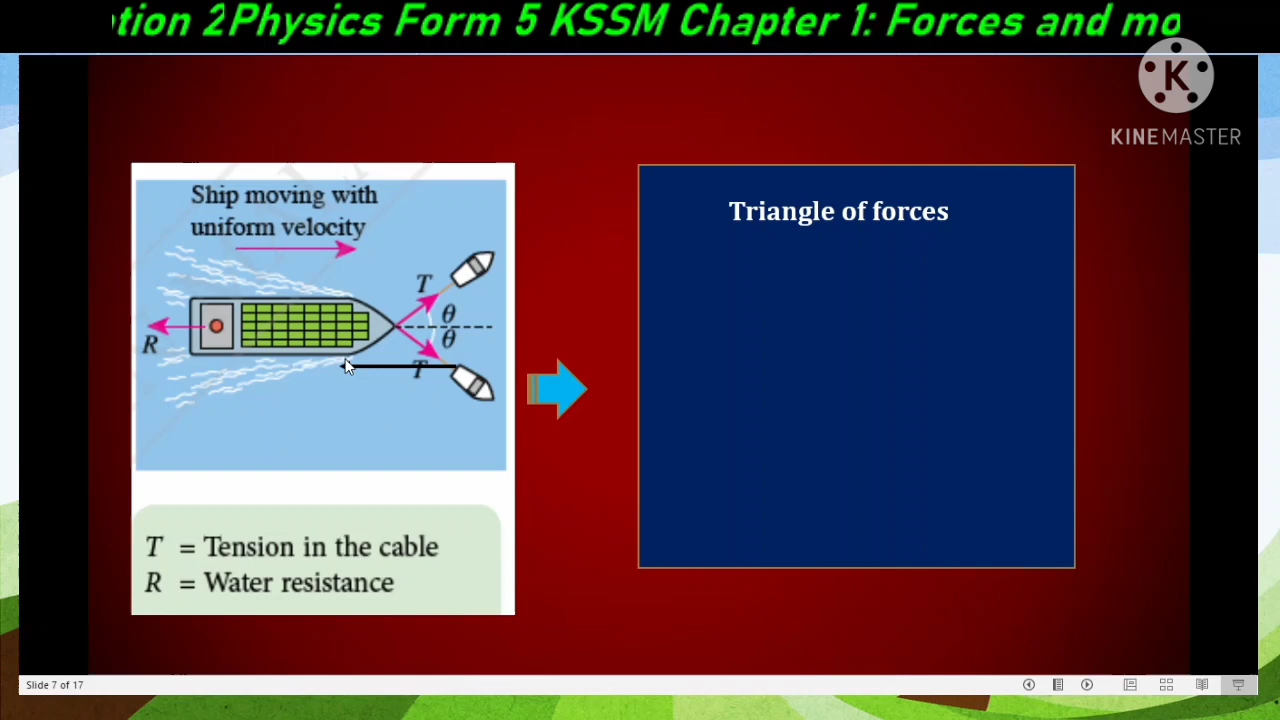 tion 2Physics Form 5 KSSM Chapter 1: Forces and mo
K
KINEMASTER
Ship moving with
uniform velocity
T
θ
R
θ
T
Triangle of forces
T = Tension in the cable
R = Water resistance
Slide 7 of 17